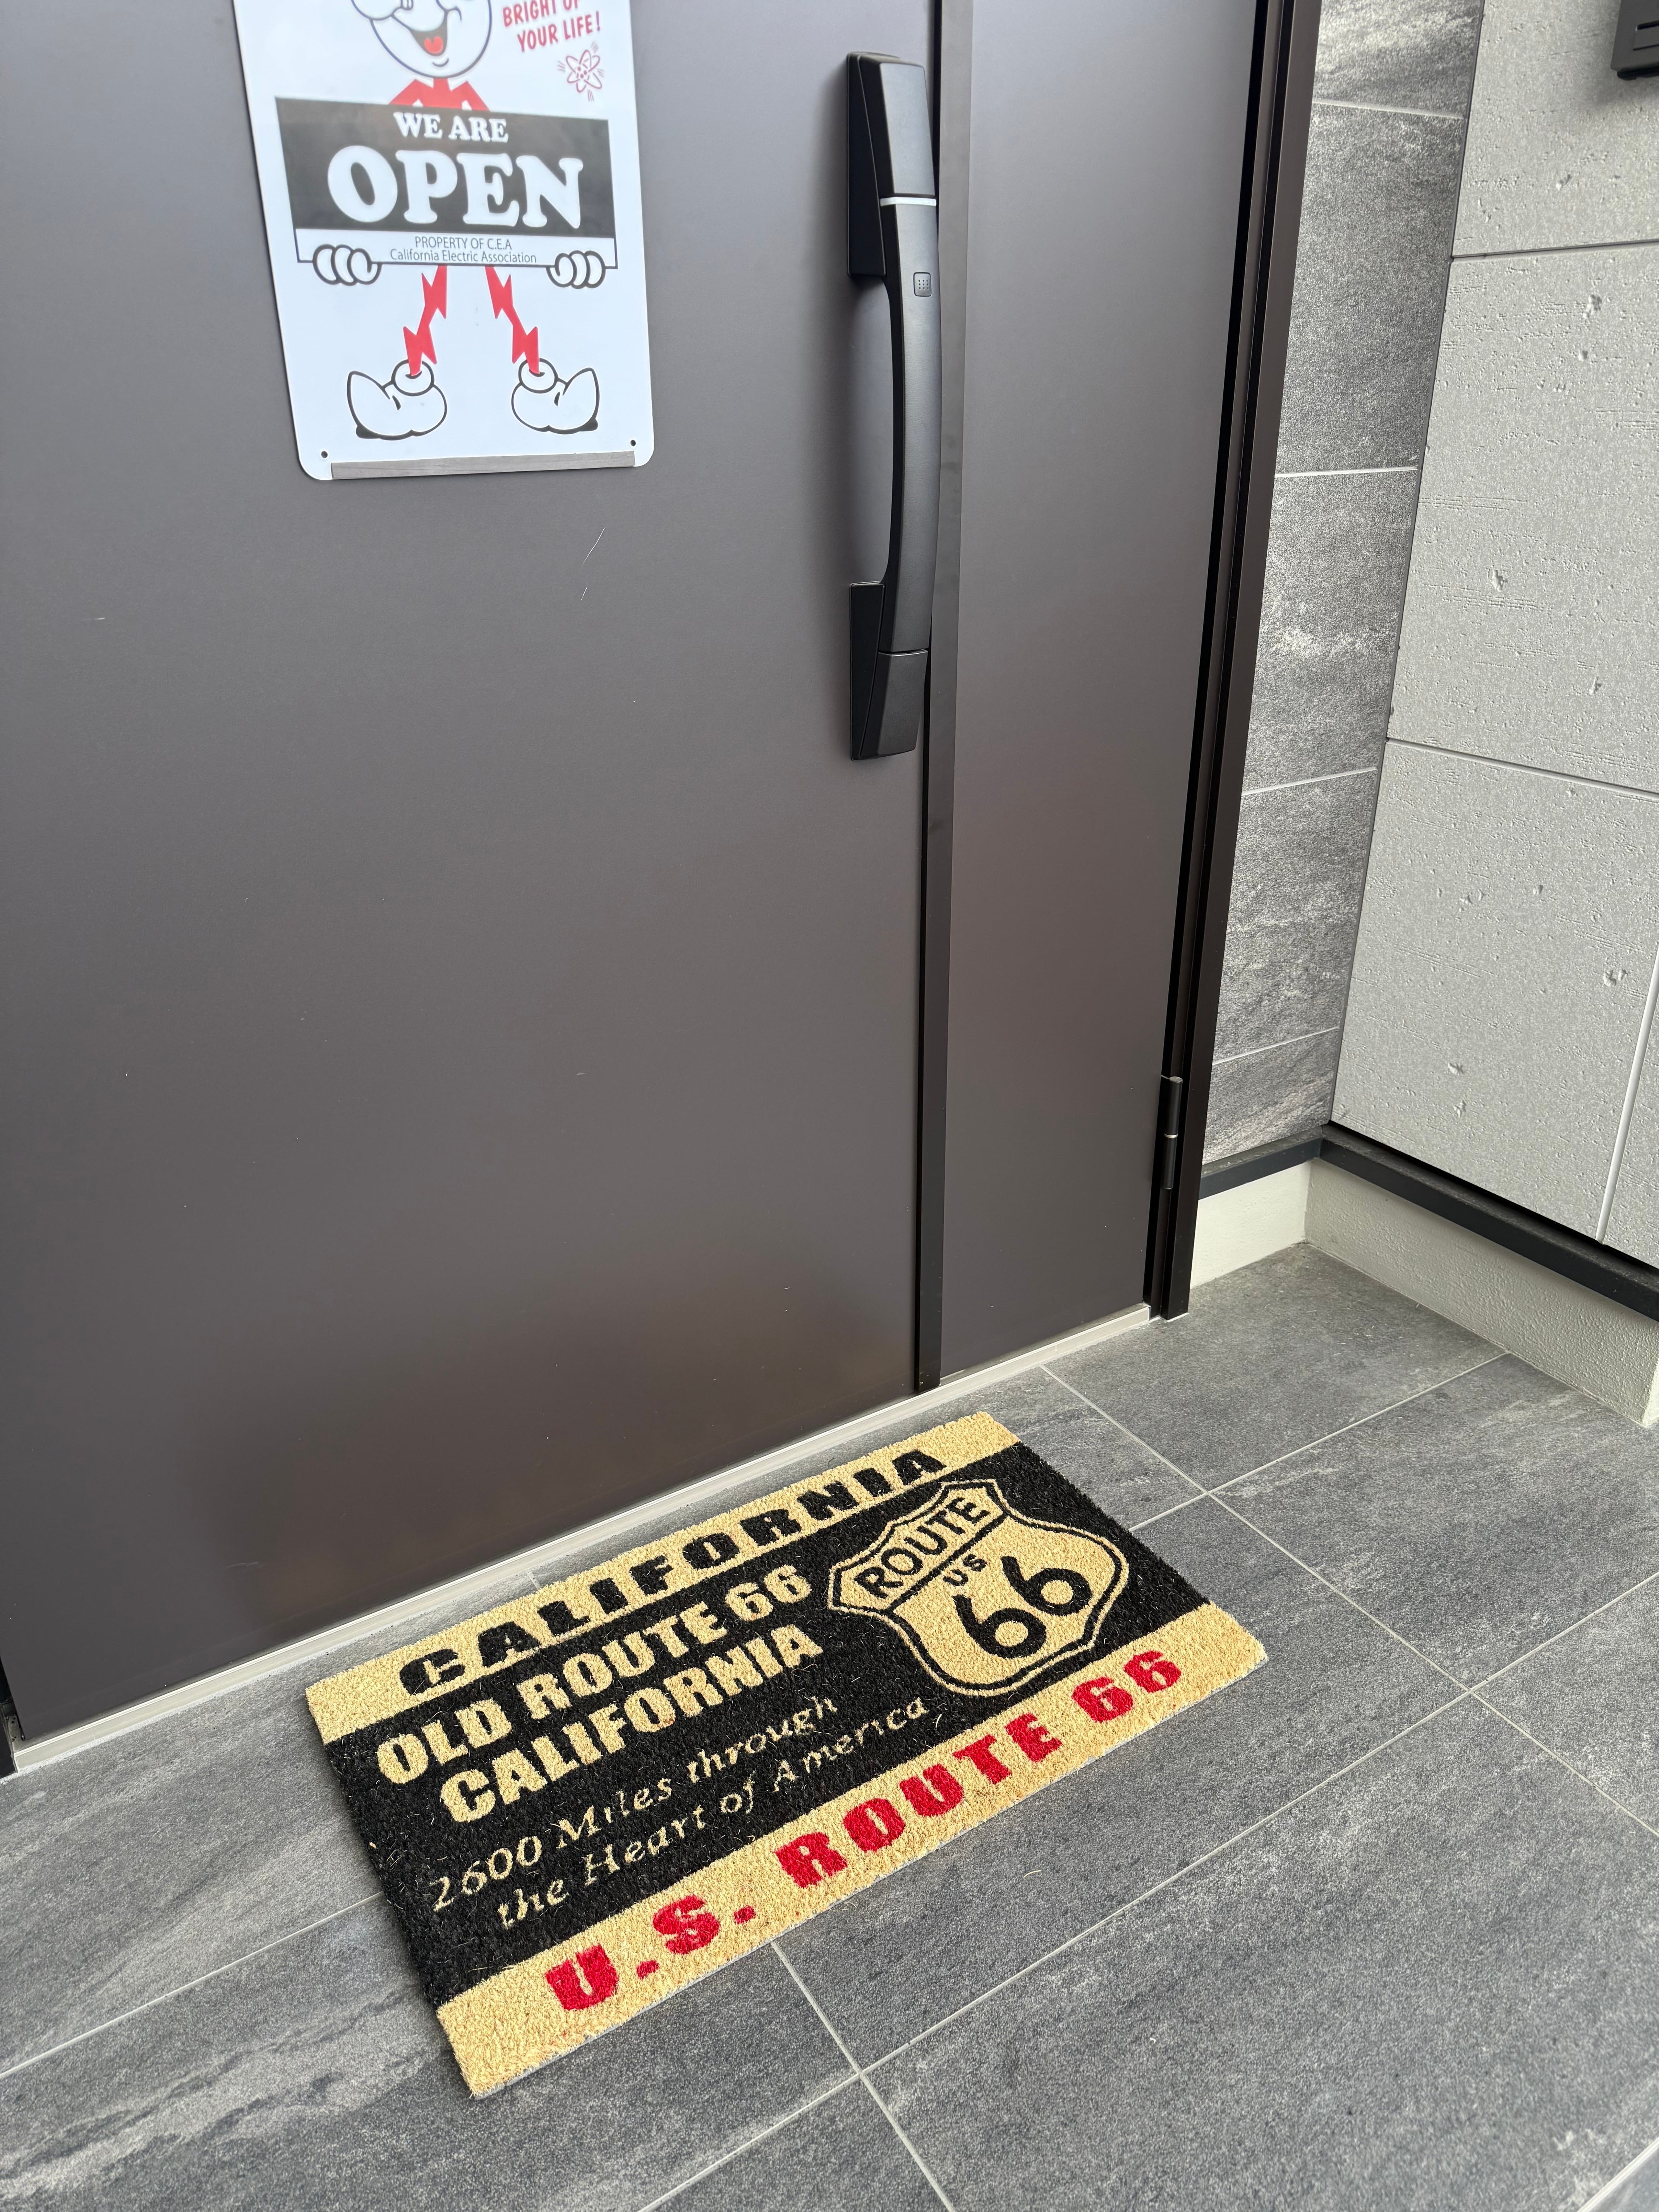 BRIGHT UP
YOUR LIFE!
WE ARE
OPEN
PROPERTY OF C.E.A
California Electric Association
CALIFORNIA
OLD ROUTE 66
CALIFORNIA
2600 Miles through
the Heart of America
ROUTE
US
66
U.S. ROUTE 66